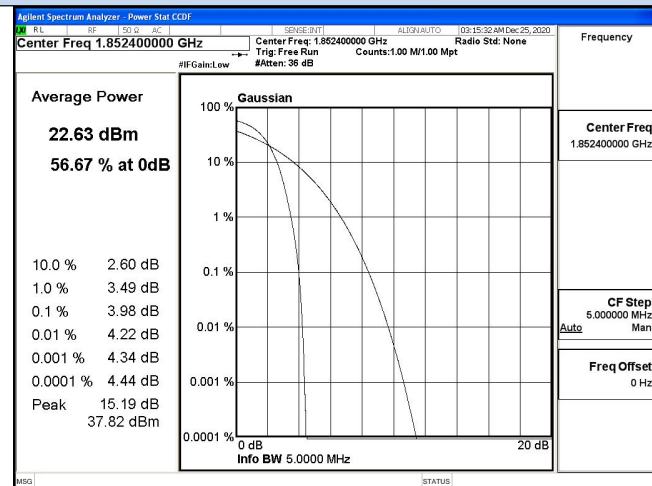 Agilent Spectrum Analyzer - Power Stat CCDF
LXI RL RF 50 Ω AC SENSE:INT ALIGN AUTO 03:15:32 AM Dec 25, 2020
Center Freq 1.852400000 GHz
Center Freq: 1.852400000 GHz Radio Std: None
Trig: Free Run Counts:1.00 M/1.00 Mpt
#IFGain:Low #Atten: 36 dB
Frequency
Average Power
22.63 dBm
56.67 % at 0dB
10.0 % 2.60 dB
1.0 % 3.49 dB
0.1 % 3.98 dB
0.01 % 4.22 dB
0.001 % 4.34 dB
0.0001 % 4.44 dB
Peak 15.19 dB
37.82 dBm
Gaussian
100 %
10 %
1 %
0.1 %
0.01 %
0.001 %
0.0001 %
0 dB 20 dB
Info BW 5.0000 MHz
Center Freq
1.852400000 GHz
CF Step
5.000000 MHz
Auto Man
Freq Offset
0 Hz
MSG STATUS